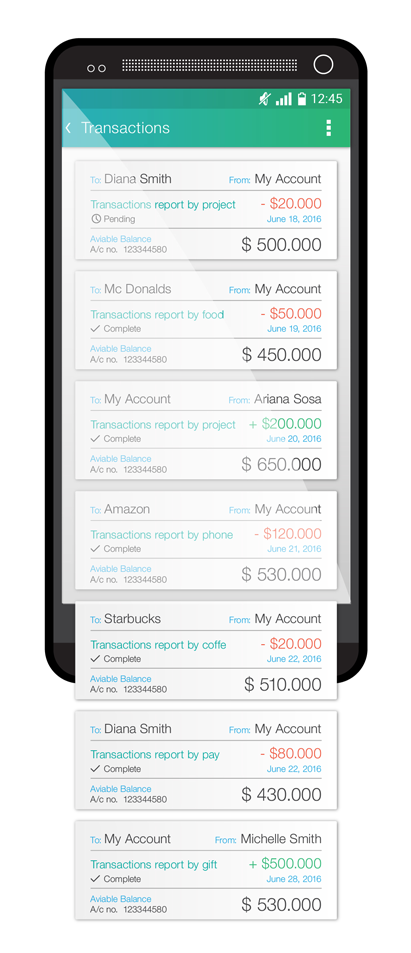 12:45
Transactions
To: Diana Smith From: My Account
Transactions report by project - $20.000
Pending June 18, 2016
Aviable Balance
A/c no. 123344580 $ 500.000
To: Mc Donalds From: My Account
Transactions report by food - $50.000
Complete June 19, 2016
Aviable Balance
A/c no. 123344580 $ 450.000
To: My Account From: Ariana Sosa
Transactions report by project + $200.000
Complete June 20, 2016
Aviable Balance
A/c no. 123344580 $ 650.000
To: Amazon From: My Account
Transactions report by phone - $120.000
Complete June 21, 2016
Aviable Balance
A/c no. 123344580 $ 530.000
To: Starbucks From: My Account
Transactions report by coffe - $20.000
Complete June 22, 2016
Aviable Balance
A/c no. 123344580 $ 510.000
To: Diana Smith From: My Account
Transactions report by pay - $80.000
Complete June 22, 2016
Aviable Balance
A/c no. 123344580 $ 430.000
To: My Account From: Michelle Smith
Transactions report by gift + $500.000
Complete June 28, 2016
Aviable Balance
A/c no. 123344580 $ 530.000